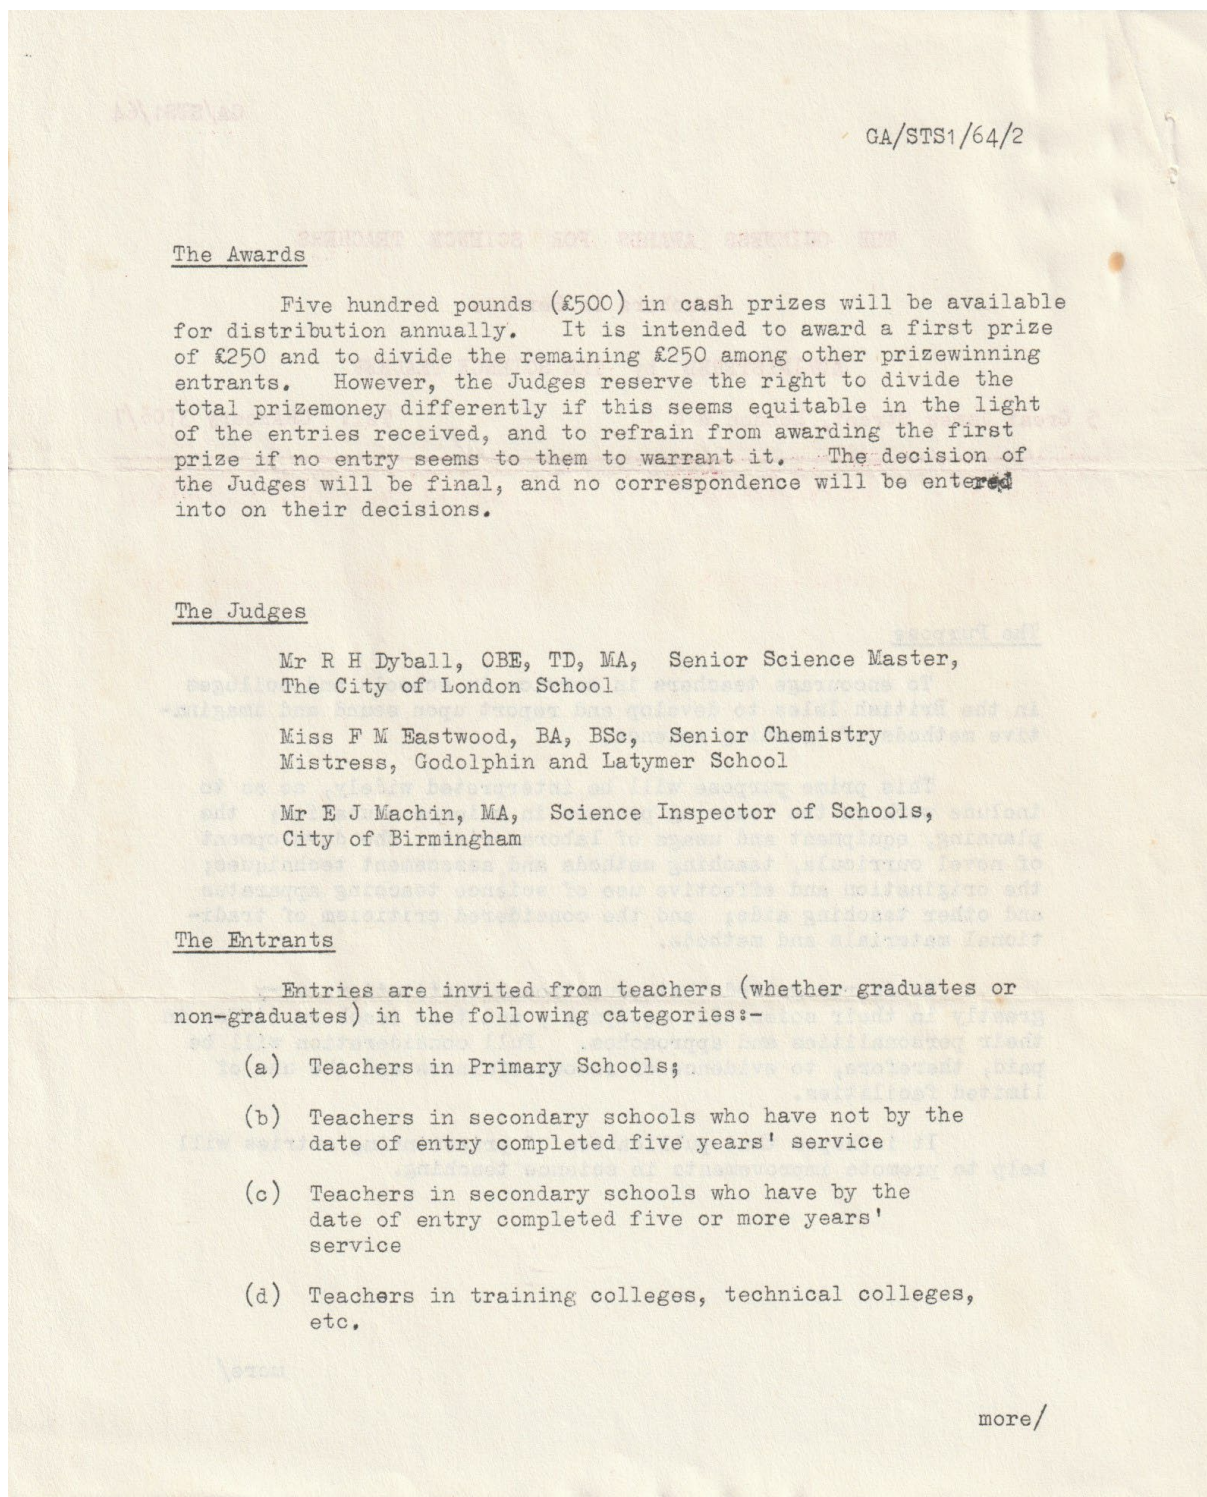 GA/STS1/64/2
The Awards
Five hundred pounds (£500) in cash prizes will be available
for distribution annually. It is intended to award a first prize
of £250 and to divide the remaining £250 among other prizewinning
entrants. However, the Judges reserve the right to divide the
total prizemoney differently if this seems equitable in the light
of the entries received, and to refrain from awarding the first
prize if no entry seems to them to warrant it. The decision of
the Judges will be final, and no correspondence will be entered
into on their decisions.
The Judges
Mr R H Dyball, OBE, TD, MA, Senior Science Master,
The City of London School
Miss F M Eastwood, BA, BSc, Senior Chemistry
Mistress, Godolphin and Latymer School
Mr E J Machin, MA, Science Inspector of Schools,
City of Birmingham
The Entrants
Entries are invited from teachers (whether graduates or
non-graduates) in the following categories:-
(a) Teachers in Primary Schools;
(b) Teachers in secondary schools who have not by the
date of entry completed five years' service
(c) Teachers in secondary schools who have by the
date of entry completed five or more years'
service
(d) Teachers in training colleges, technical colleges,
etc.
more/